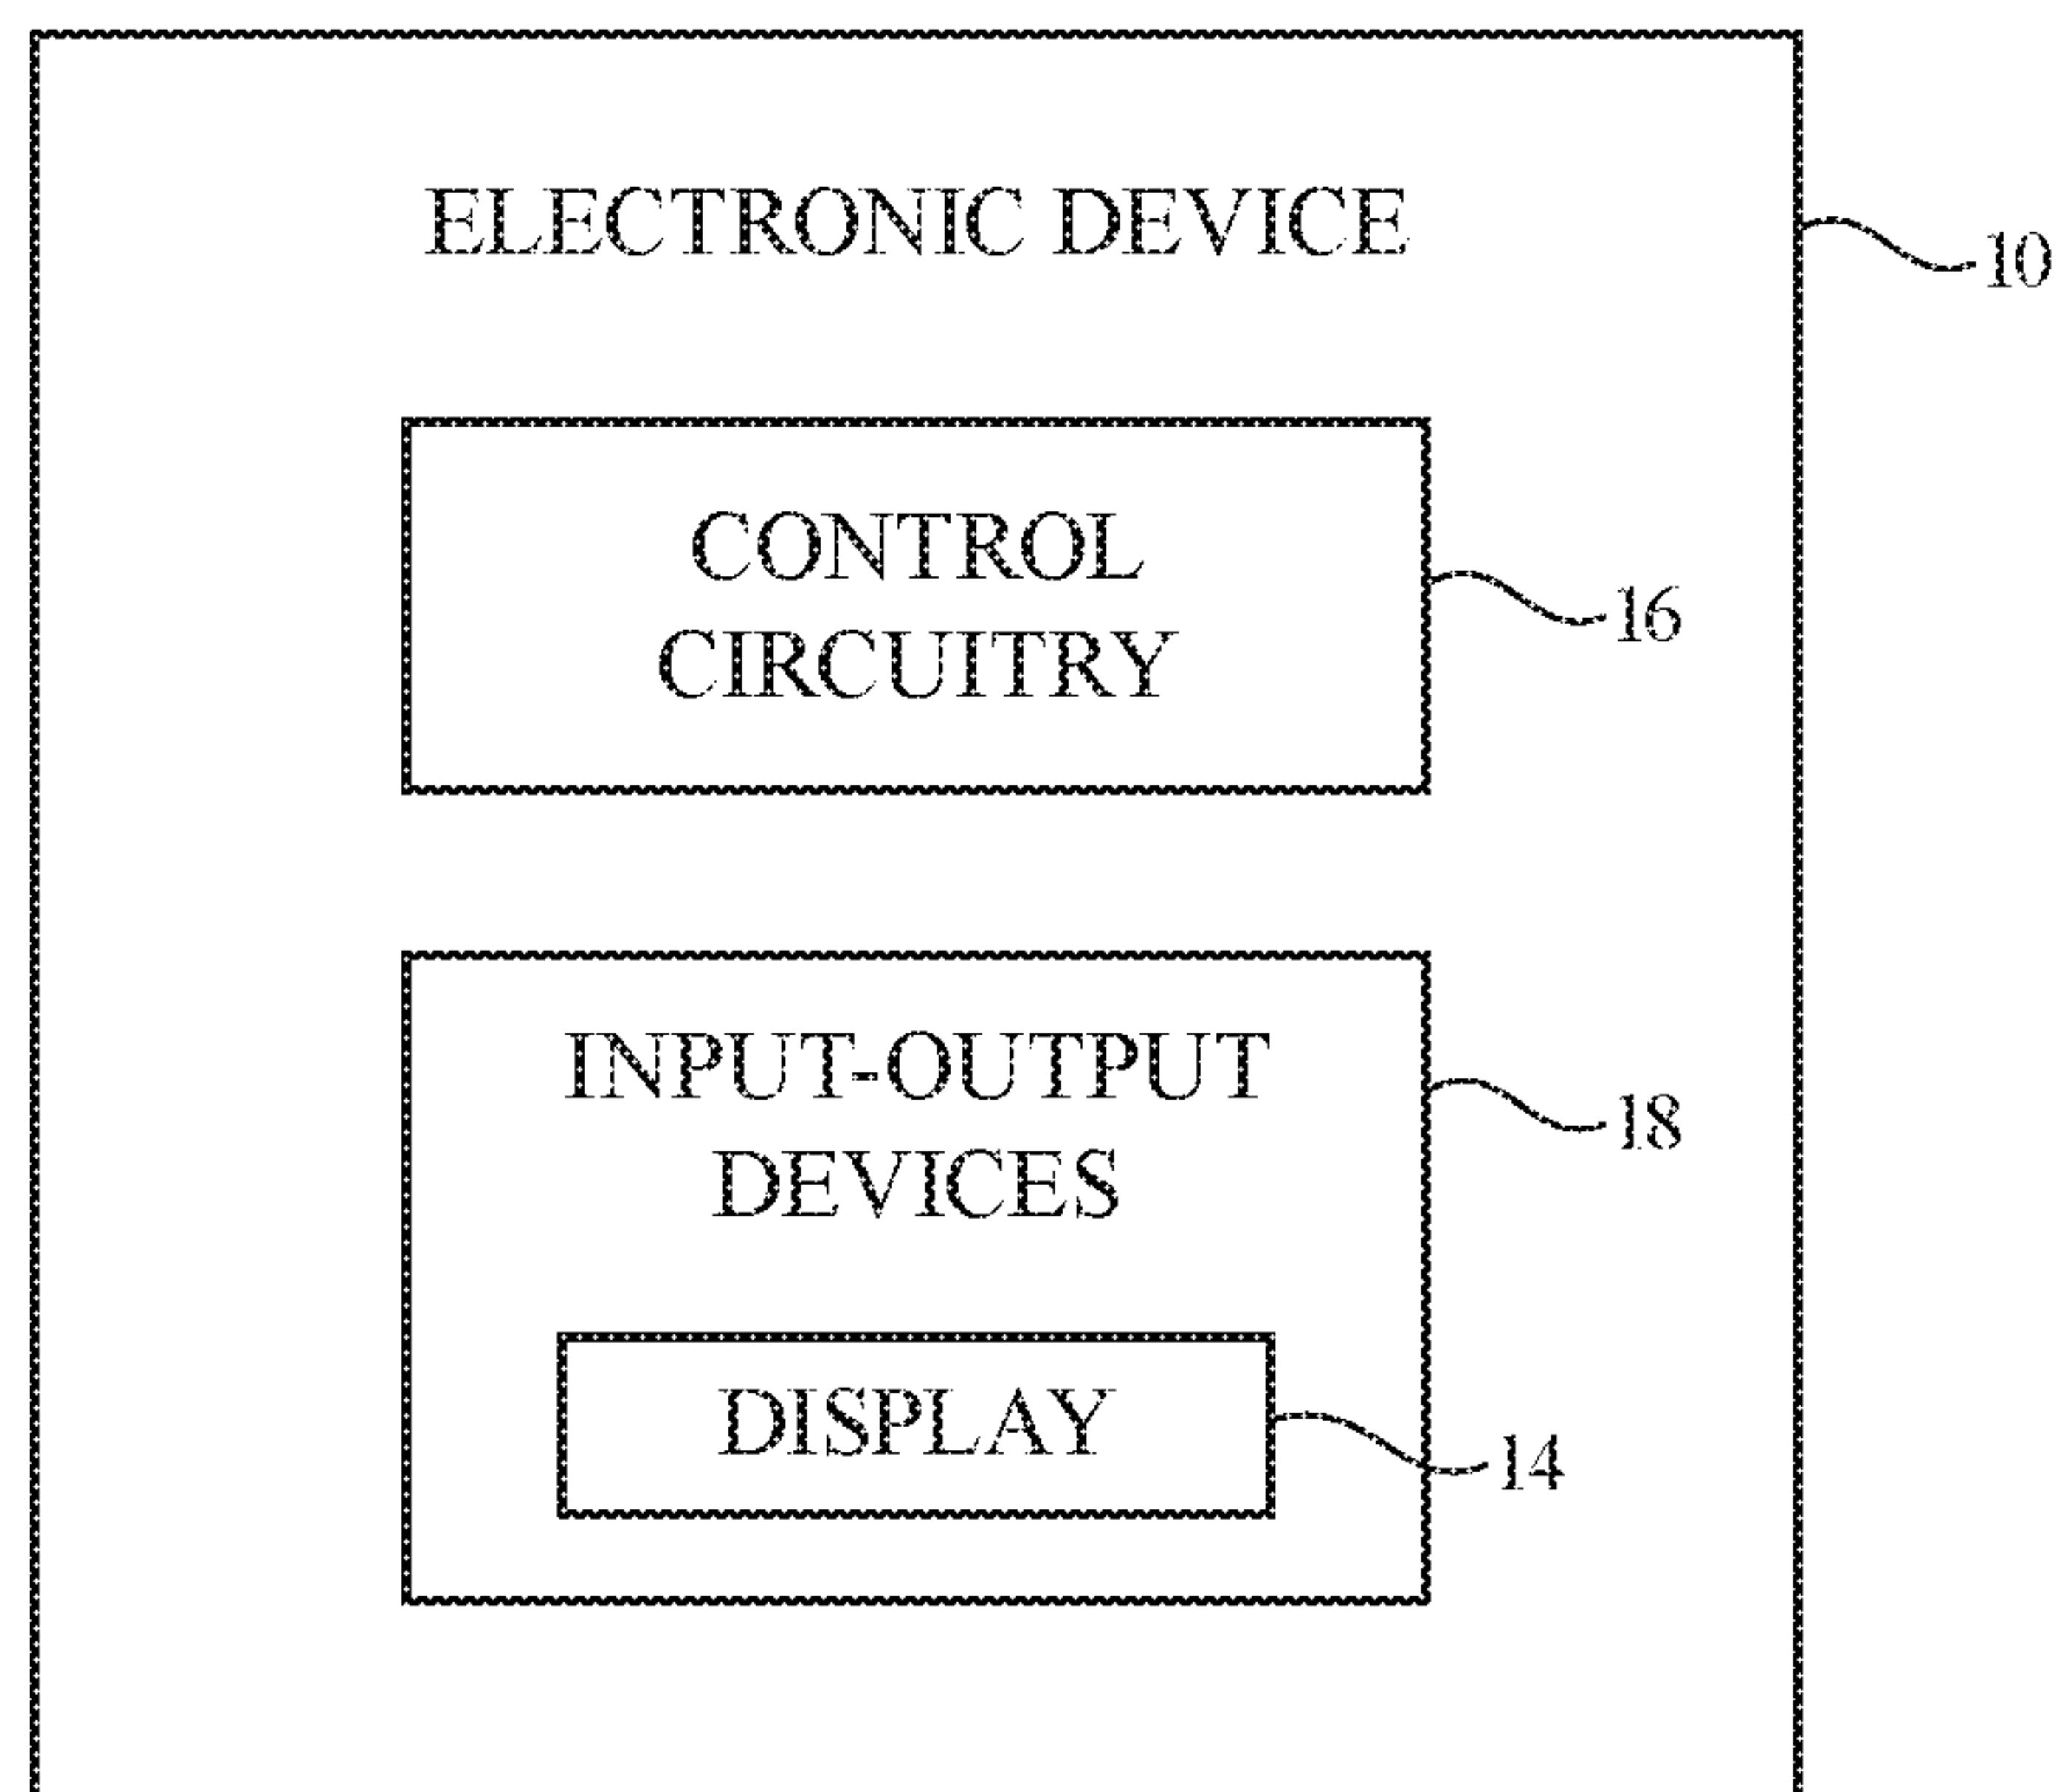 ELECTRONIC DEVICE
10
CONTROL
CIRCUITRY
16
INPUT-OUTPUT
DEVICES
18
DISPLAY
14